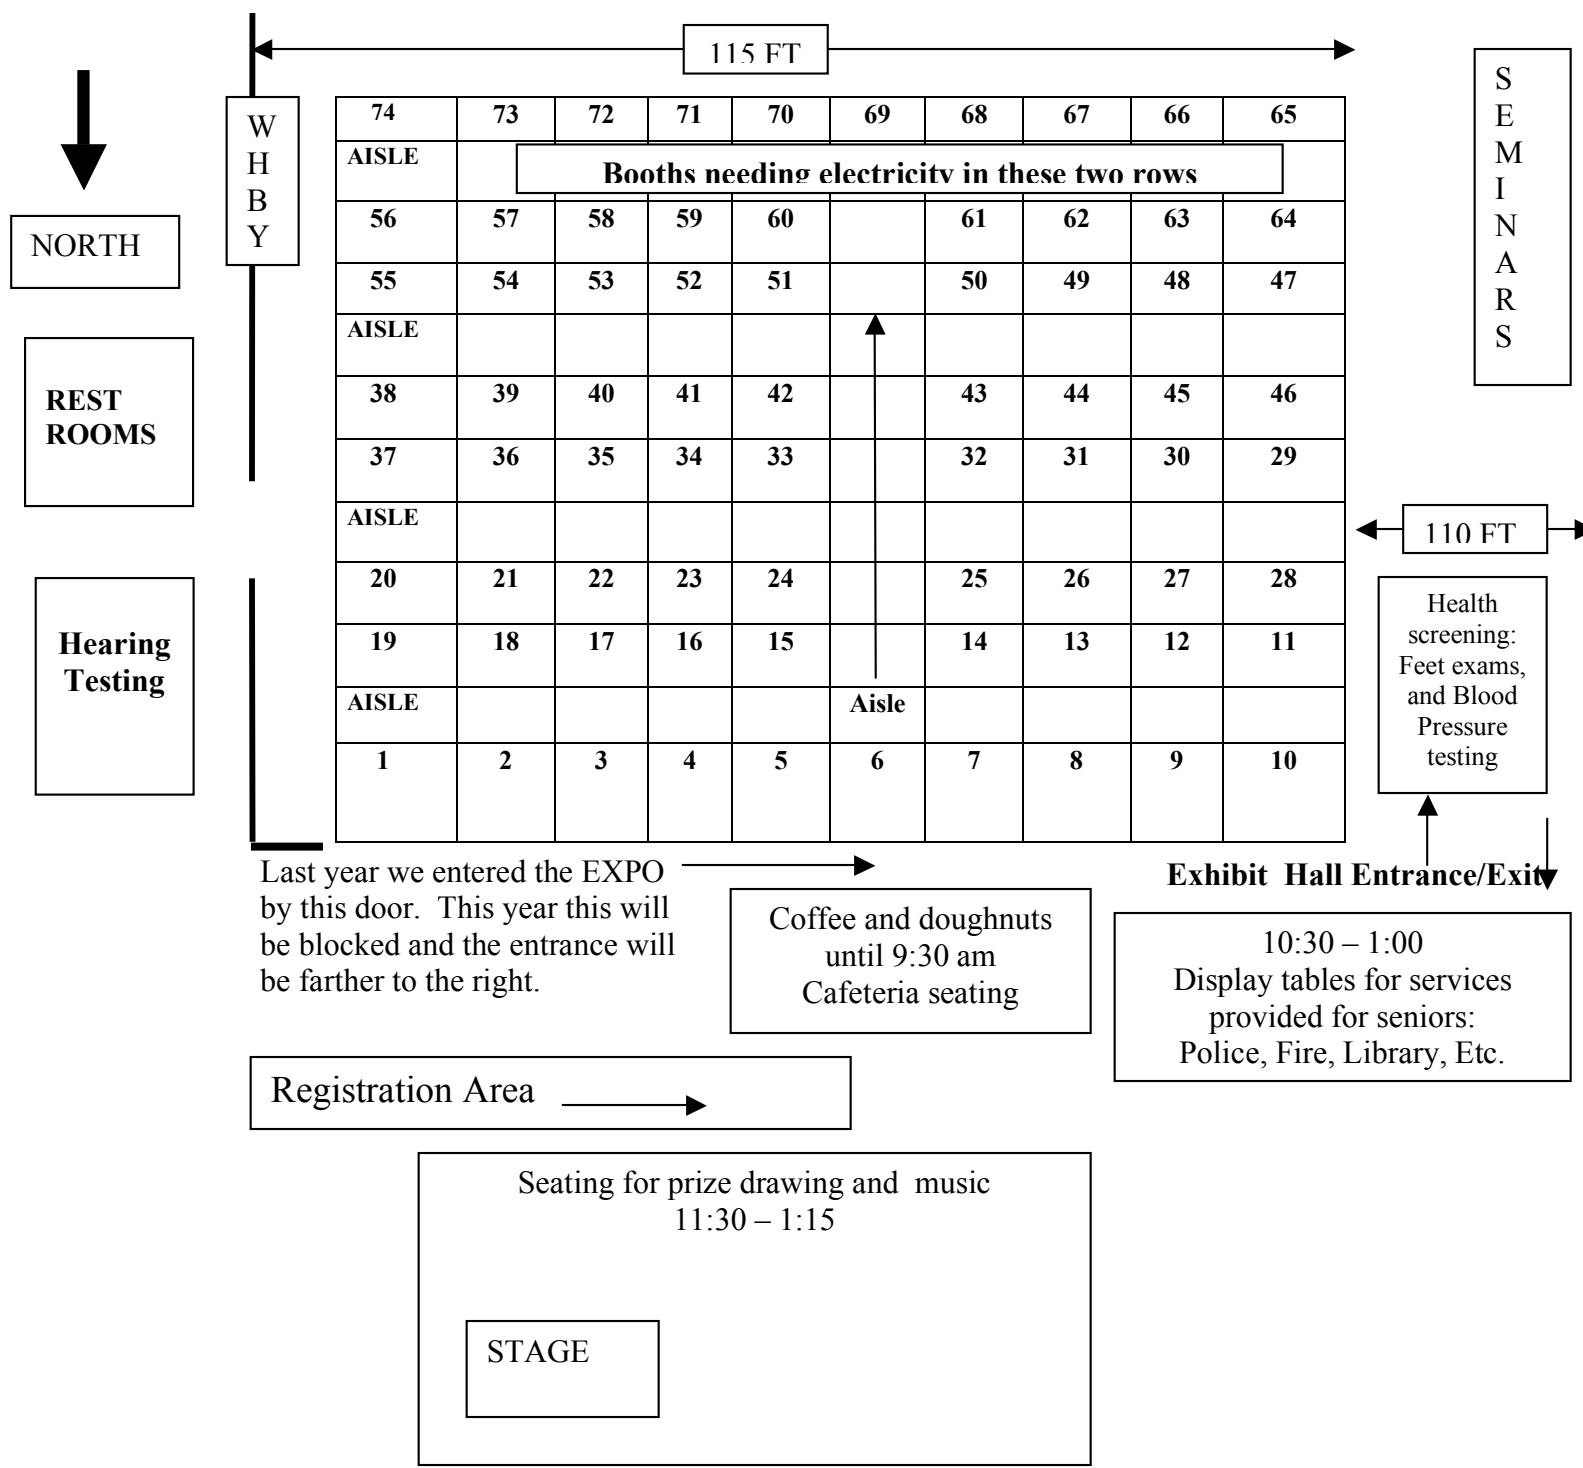 115 FT
S
E
M
I
N
A
R
S
W
H
B
Y
NORTH
REST
ROOMS
Hearing
Testing
74 73 72 71 70 69 68 67 66 65
AISLE
Booths needing electricity in these two rows
56 57 58 59 60 61 62 63 64
55 54 53 52 51 50 49 48 47
AISLE
38 39 40 41 42 43 44 45 46
37 36 35 34 33 32 31 30 29
AISLE
20 21 22 23 24 25 26 27 28
19 18 17 16 15 14 13 12 11
AISLE Aisle
1 2 3 4 5 6 7 8 9 10
110 FT
Health
screening:
Feet exams,
and Blood
Pressure
testing
Exhibit Hall Entrance/Exit
Last year we entered the EXPO
by this door. This year this will
be blocked and the entrance will
be farther to the right.
Coffee and doughnuts
until 9:30 am
Cafeteria seating
10:30 – 1:00
Display tables for services
provided for seniors:
Police, Fire, Library, Etc.
Registration Area
Seating for prize drawing and music
11:30 – 1:15
STAGE